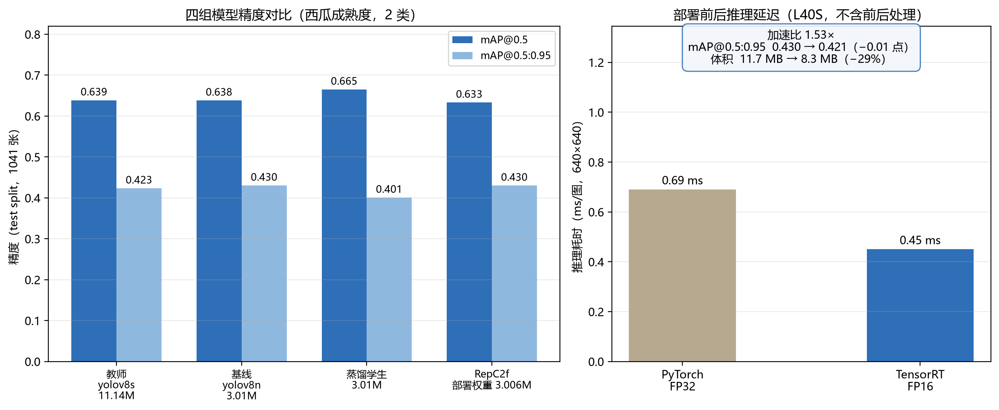 四组模型精度对比（西瓜成熟度，2 类）
mAP@0.5
mAP@0.5:0.95
精度（test split， 1041 张）
0.8
0.7
0.6
0.5
0.4
0.3
0.2
0.1
0.0
0.639
0.423
0.638
0.430
0.665
0.401
0.633
0.430
教师
yolov8s
11.14M
基线
yolov8n
3.01M
蒸馏学生
3.01M
RepC2f
部署权重 3.006M
部署前后推理延迟（L40S，不含前后处理）
加速比 1.53×
mAP@0.5:0.95 0.430 → 0.421（−0.01 点）
体积 11.7 MB → 8.3 MB（−29%）
推理耗时（ms/图， 640×640）
1.2
1.0
0.8
0.6
0.4
0.2
0.0
0.69 ms
0.45 ms
PyTorch
FP32
TensorRT
FP16